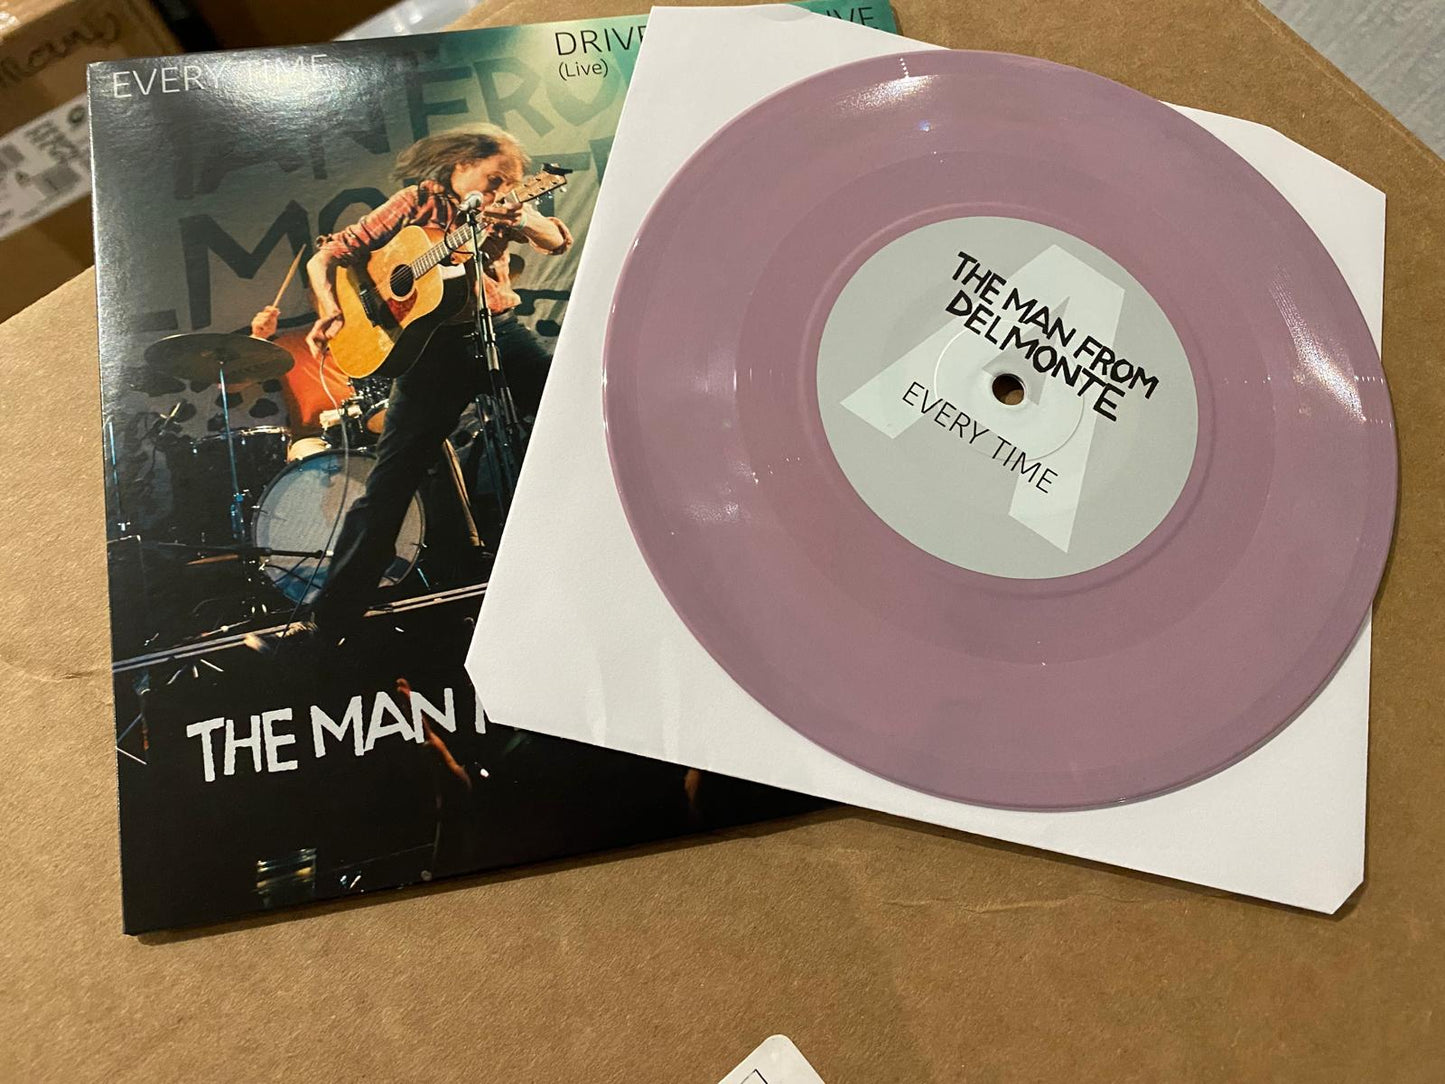 EVERY TIME
DRIVE
(Live)
THE MAN
THE MAN FROM
DELMONTE
EVERY TIME
A